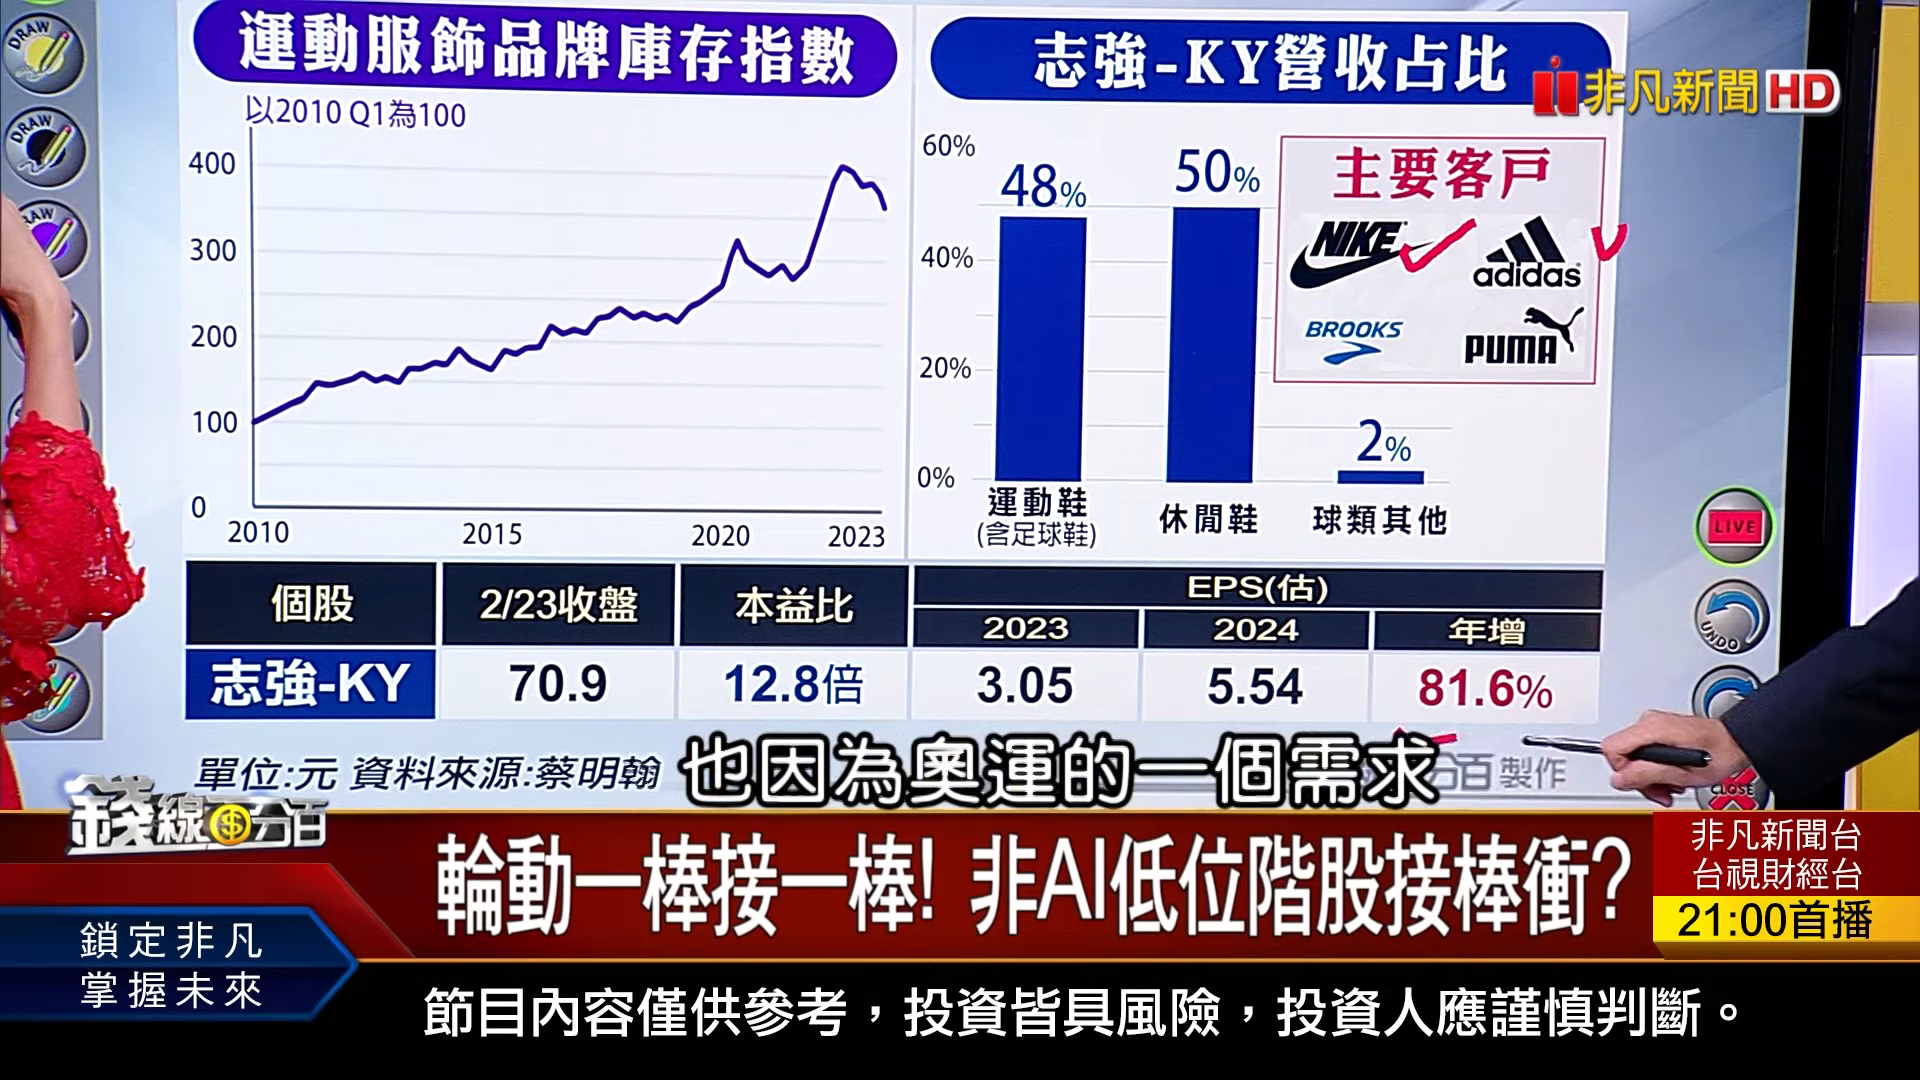 運動服飾品牌庫存指數
以2010 Q1為100
400
300
200
100
0
2010
2015
2020
2023
志強-KY營收占比
非凡新聞HD
60%
40%
20%
0%
48%
50%
2%
運動鞋
(含足球鞋)
休閒鞋
球類其他
主要客戶
NIKE
adidas
BROOKS
PUMA
DRAW
DRAW
DRAW
LIVE
UNDO
CLOSE
個股
2/23收盤
本益比
EPS(估)
2023
2024
年增
志強-KY
70.9
12.8倍
3.05
5.54
81.6%
單位:元 資料來源:蔡明翰
分百製作
也因為奧運的一個需求
錢線百分百
輪動一棒接一棒! 非AI低位階股接棒衝?
非凡新聞台
台視財經台
21:00首播
鎖定非凡
掌握未來
節目內容僅供參考，投資皆具風險，投資人應謹慎判斷。